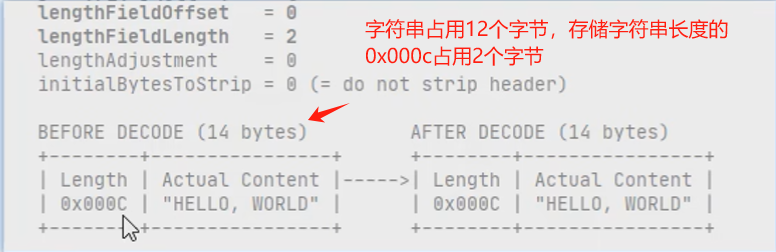 lengthFieldOffset = 0
lengthFieldLength = 2
lengthAdjustment = 0
initialBytesToStrip = 0 (= do not strip header)
字符串占用12个字节，存储字符串长度的
0x000c占用2个字节
BEFORE DECODE (14 bytes) AFTER DECODE (14 bytes)
+--------+----------------+ +--------+----------------+
| Length | Actual Content |----->| Length | Actual Content |
| 0x000C | "HELLO, WORLD" | | 0x000C | "HELLO, WORLD" |
+--------+----------------+ +--------+----------------+